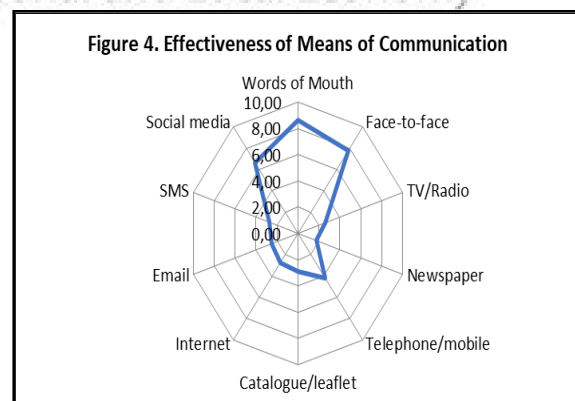 Figure 4. Effectiveness of Means of Communication
Words of Mouth
10,00
Social media
Face-to-face
8,00
6,00
SMS
4,00
TV/Radio
2,00
0,00
Email
Newspaper
Internet
Telephone/mobile
Catalogue/leaflet